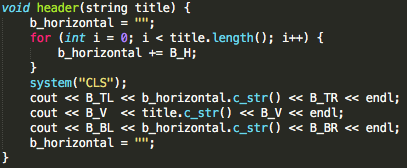 void header(string title) {
    b_horizontal = "";
    for (int i = 0; i < title.length(); i++) {
        b_horizontal += B_H;
    }
    system("CLS");
    cout << B_TL << b_horizontal.c_str() << B_TR << endl;
    cout << B_V  << title.c_str() << B_V << endl;
    cout << B_BL << b_horizontal.c_str() << B_BR << endl;
    b_horizontal = "";
}